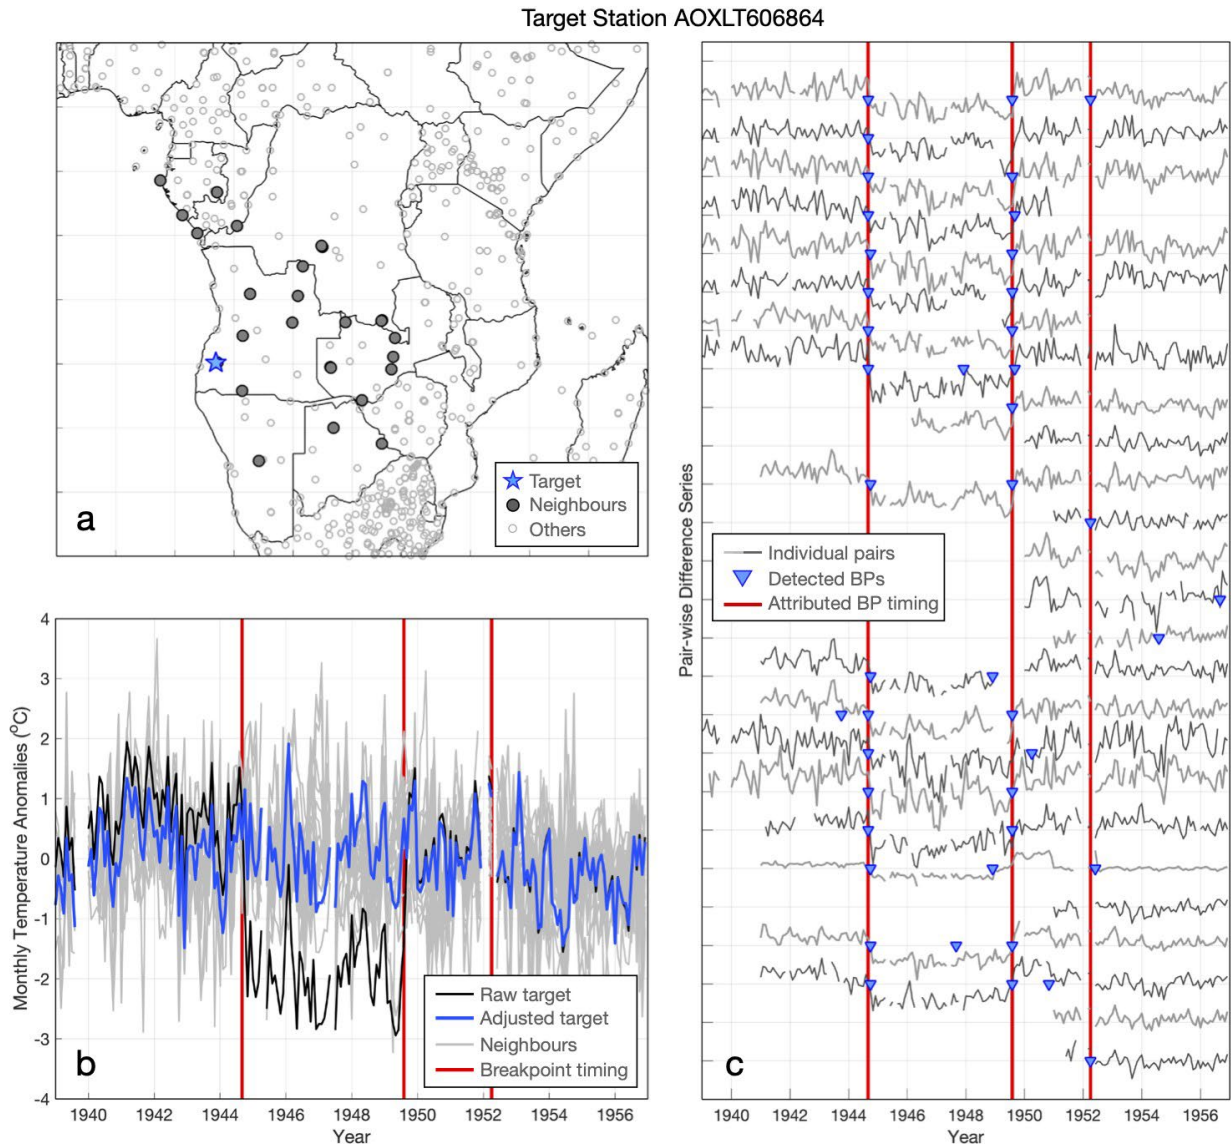 Target Station AOXLT606864
Target
Neighbours
Others
a
4
3
2
1
0
-1
-2
-3
-4
Monthly Temperature Anomalies (°C)
Raw target
Adjusted target
Neighbours
Breakpoint timing
b
1940 1942 1944 1946 1948 1950 1952 1954 1956
Year
Pair-wise Difference Series
Individual pairs
Detected BPs
Attributed BP timing
c
1940 1942 1944 1946 1948 1950 1952 1954 1956
Year